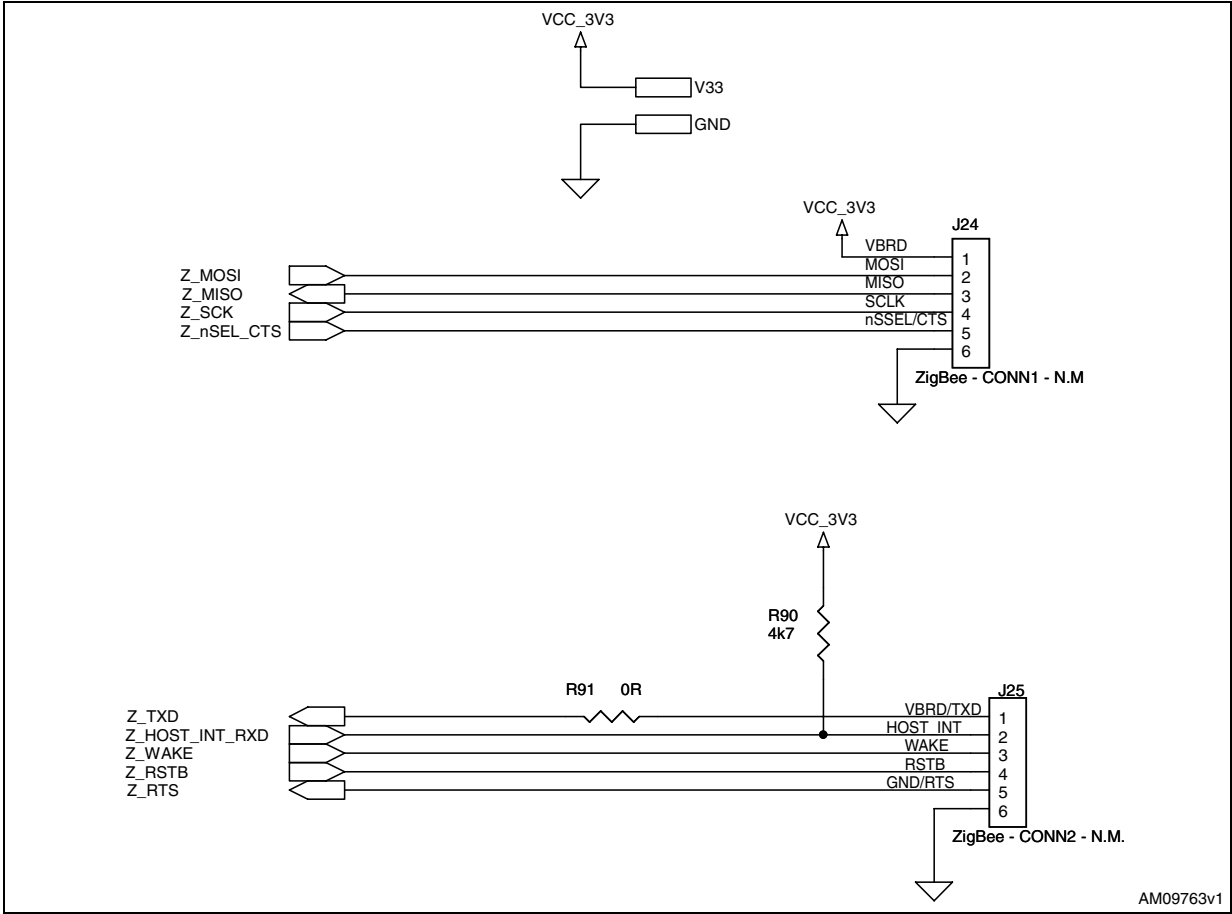 VCC_3V3
V33
GND
VCC_3V3
J24
VBRD
1
Z_MOSI
MOSI
2
Z_MISO
MISO
3
Z_SCK
SCLK
4
Z_nSEL_CTS
nSSEL/CTS
5
6
ZigBee - CONN1 - N.M
VCC_3V3
R90
4k7
R91 0R
J25
Z_TXD
VBRD/TXD
1
Z_HOST_INT_RXD
HOST_INT
2
Z_WAKE
WAKE
3
Z_RSTB
RSTB
4
Z_RTS
GND/RTS
5
6
ZigBee - CONN2 - N.M.
AM09763v1